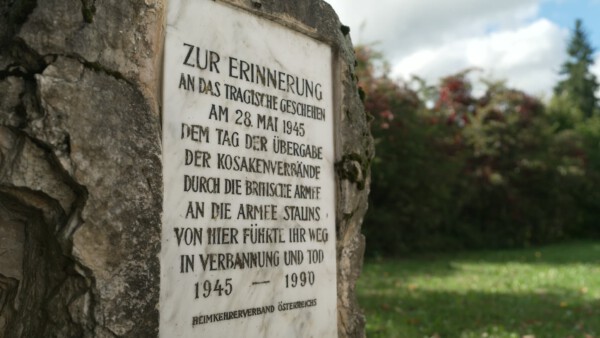 ZUR ERINNERUNG
AN DAS TRAGISCHE GESCHEHEN
AM 28. MAI 1945
DEM TAG DER ÜBERGABE
DER KOSAKENVERBÄNDE
DURCH DIE BRITISCHE ARMEE
AN DIE ARMEE STALINS
VON HIER FÜHRTE IHR WEG
IN VERBANNUNG UND TOD
1945 — 1990
HEIMKEHRERVERBAND ÖSTERREICHS